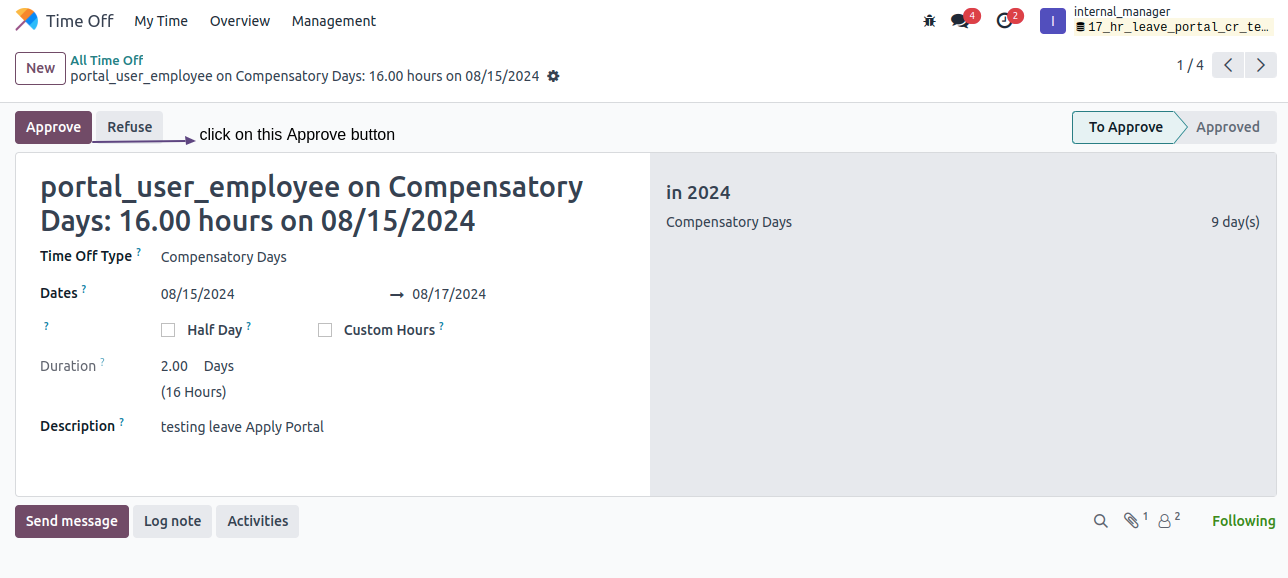 Time Off My Time Overview Management 4 2 I internal_manager
17_hr_leave_portal_cr_te...
New All Time Off
portal_user_employee on Compensatory Days: 16.00 hours on 08/15/2024 1 / 4
Approve Refuse click on this Approve button To Approve Approved
portal_user_employee on Compensatory
Days: 16.00 hours on 08/15/2024
Time Off Type ? Compensatory Days
Dates ? 08/15/2024 → 08/17/2024
? Half Day ? Custom Hours ?
Duration ? 2.00 Days
(16 Hours)
Description ? testing leave Apply Portal
in 2024
Compensatory Days 9 day(s)
Send message Log note Activities 1 2 Following